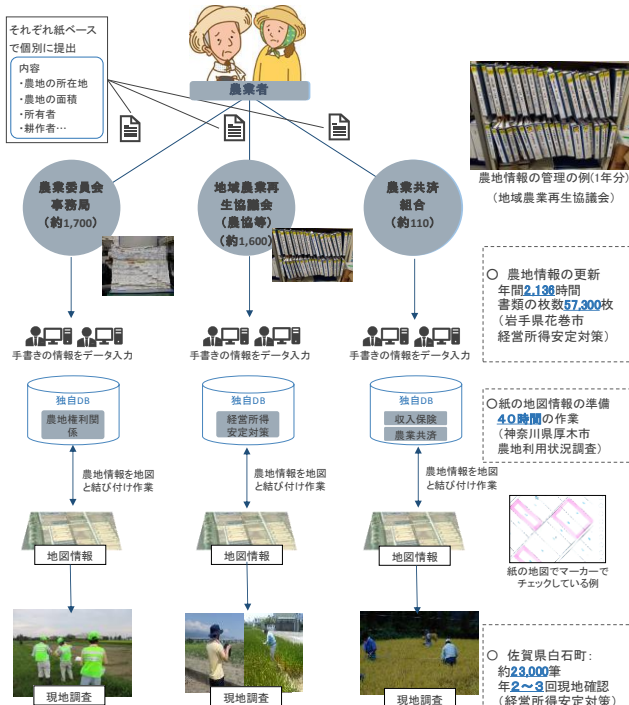 それぞれ紙ベース
で個別に提出
内容
・農地の所在地
・農地の面積
・所有者
・耕作者…
農業者
農業委員会
事務局
(約1,700)
地域農業再
生協議会
(農協等)
(約1,600)
農業共済
組合
(約110)
農地情報の管理の例(1年分)
(地域農業再生協議会)
手書きの情報をデータ入力
手書きの情報をデータ入力
手書きの情報をデータ入力
独自DB
農地権利関
係
独自DB
経営所得
安定対策
独自DB
収入保険
農業共済
農地情報を地図
と結び付け作業
農地情報を地図
と結び付け作業
農地情報を地図
と結び付け作業
地図情報
地図情報
地図情報
現地調査
現地調査
現地調査
○ 農地情報の更新
年間2,136時間
書類の枚数57,300枚
(岩手県花巻市
経営所得安定対策)
○紙の地図情報の準備
40時間の作業
(神奈川県厚木市
農地利用状況調査)
紙の地図でマーカーで
チェックしている例
○ 佐賀県白石町:
約23,000筆
年2~3回現地確認
(経営所得安定対策)